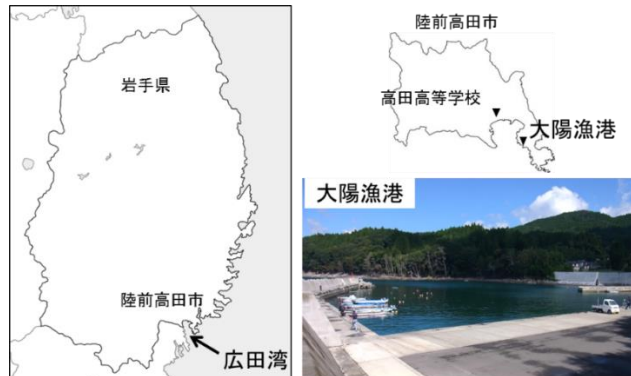 岩手県
陸前高田市
広田湾
陸前高田市
高田高等学校
大陽漁港
大陽漁港